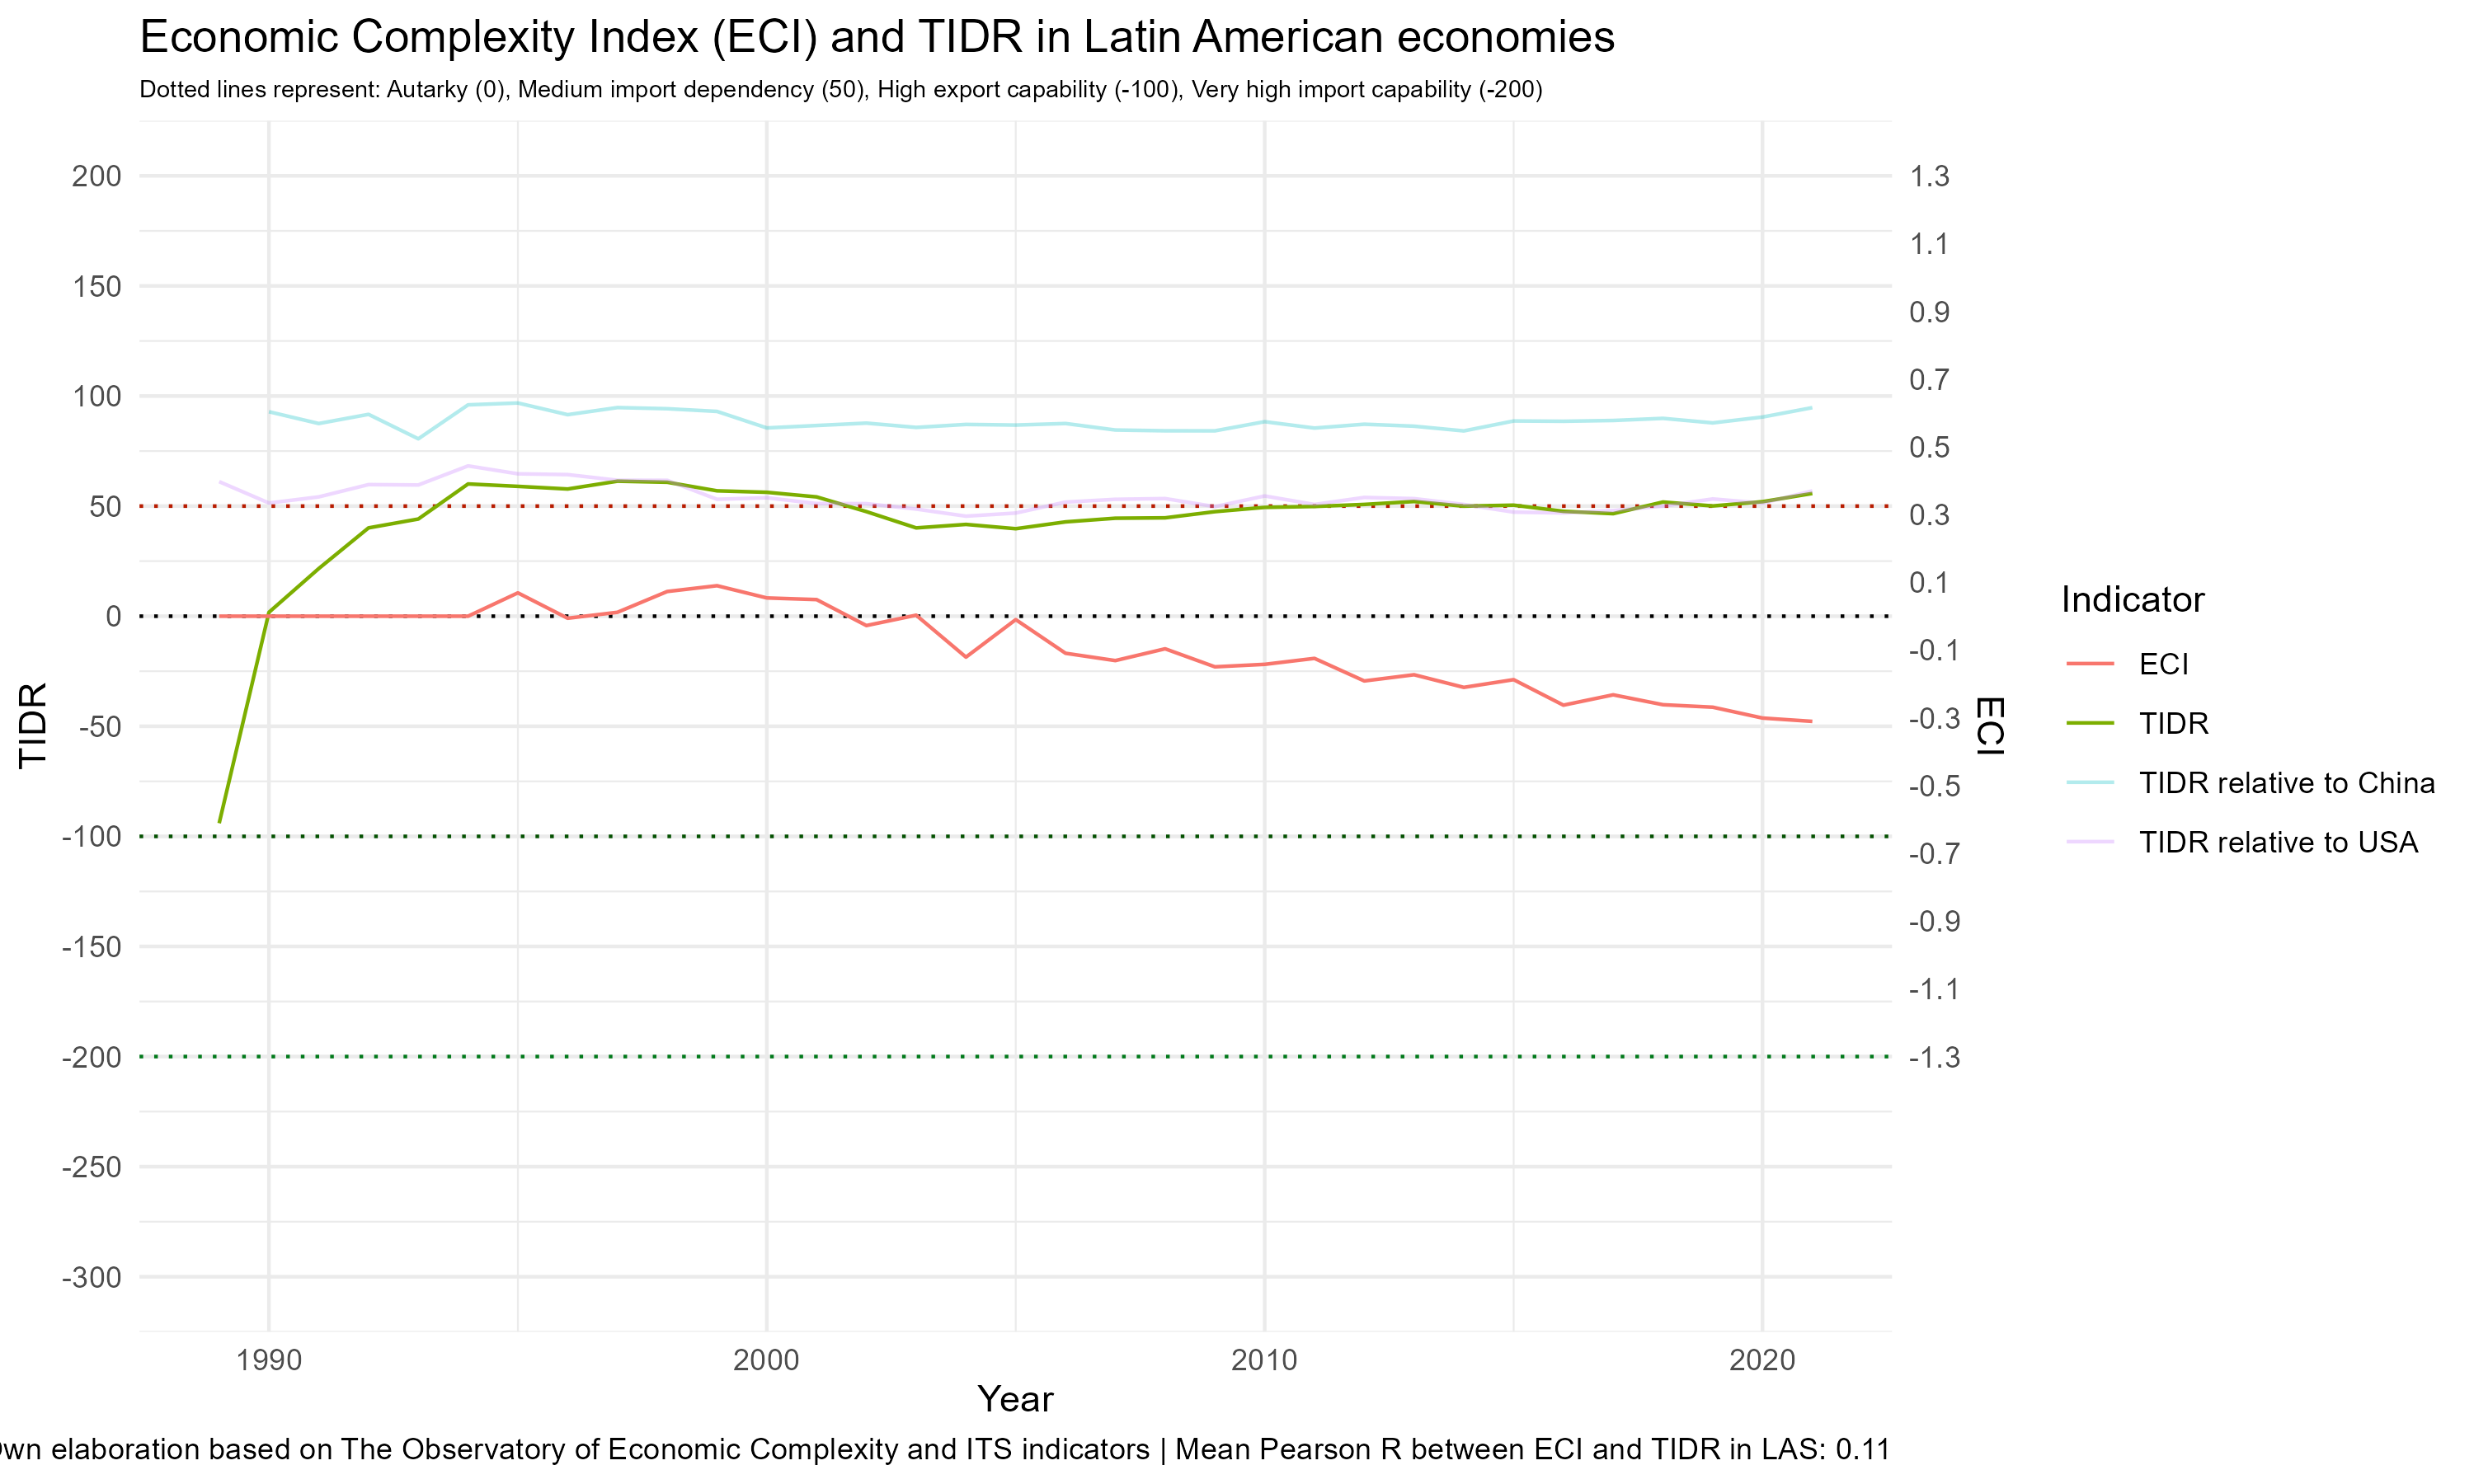 Economic Complexity Index (ECI) and TIDR in Latin American economies
Dotted lines represent: Autarky (0), Medium import dependency (50), High export capability (-100), Very high import capability (-200)
200
150
100
50
0
-50
-100
-150
-200
-250
-300
TIDR
1.3
1.1
0.9
0.7
0.5
0.3
0.1
-0.1
-0.3
-0.5
-0.7
-0.9
-1.1
-1.3
ECI
Indicator
ECI
TIDR
TIDR relative to China
TIDR relative to USA
1990
2000
2010
2020
Year
wn elaboration based on The Observatory of Economic Complexity and ITS indicators | Mean Pearson R between ECI and TIDR in LAS: 0.11